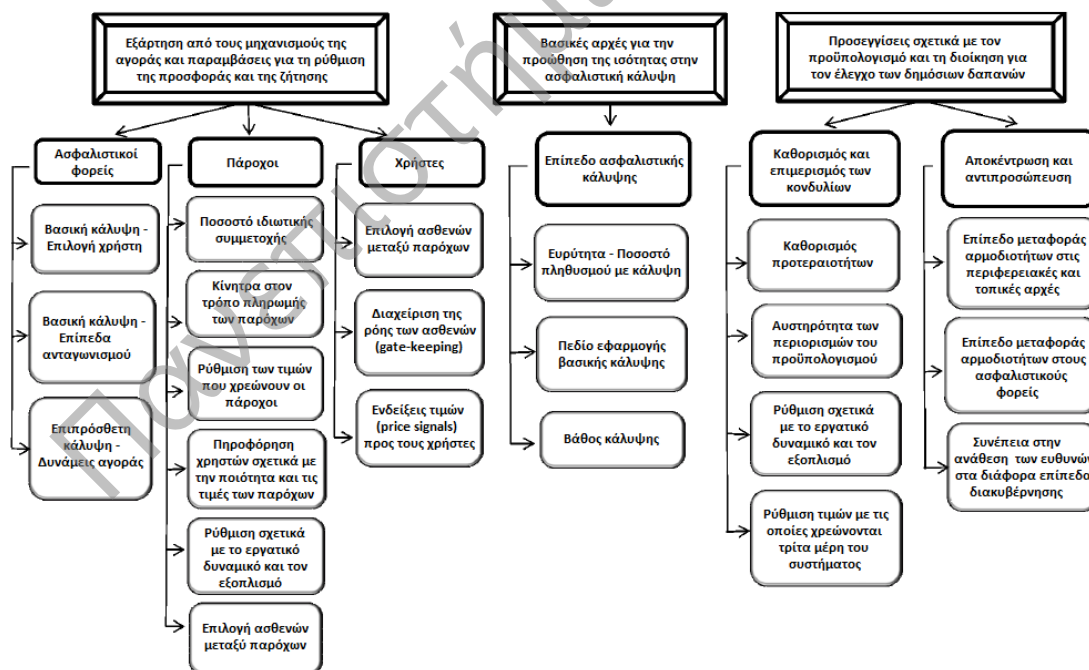 Εξάρτηση από τους μηχανισμούς της
αγοράς και παραμβάσεις για τη ρύθμιση
της προσφοράς και της ζήτησης
Βασικές αρχές για την
προώθηση της ισότητας στην
ασφαλιστική κάλυψη
Προσεγγίσεις σχετικά με τον
προϋπολογισμό και τη διοίκηση για
τον έλεγχο των δημόσιων δαπανών
Ασφαλιστικοί
φορείς
Βασική κάλυψη -
Επιλογή χρήστη
Βασική κάλυψη -
Επίπεδα
ανταγωνισμού
Επιπρόσθετη
κάλυψη -
Δυνάμεις αγοράς
Πάροχοι
Ποσοστό ιδιωτικής
συμμετοχής
Κίνητρα στον
τρόπο πληρωμής
των παρόχων
Ρύθμιση των τιμών
που χρεώνουν οι
πάροχοι
Πηροφόρηση
χρηστών σχετικά με
την ποιότητα και τις
τιμές των παρόχων
Ρύθμιση σχετικά
με το εργατικό
δυναμικό και τον
εξοπλισμό
Επιλογή ασθενών
μεταξύ παρόχων
Χρήστες
Επιλογή ασθενών
μεταξύ παρόχων
Διαχείριση της
ρόης των ασθενών
(gate-keeping)
Ενδείξεις τιμών
(price signals)
προς τους χρήστες
Επίπεδο ασφαλιστικής
κάλυψης
Ευρύτητα - Ποσοστό
πληθυσμού με κάλυψη
Πεδίο εφαρμογής
βασικής κάλυψης
Βάθος κάλυψης
Καθορισμός και
επιμερισμός των
κονδυλίων
Καθορισμός
προτεραιοτήτων
Αυστηρότητα των
περιορισμών του
προϋπολογισμού
Ρύθμιση σχετικά
με το εργατικό
δυναμικό και τον
εξοπλισμό
Ρύθμιση τιμών με τις
οποίες χρεώνονται
τρίτα μέρη του
συστήματος
Αποκέντρωση και
αντιπροσώπευση
Επίπεδο μεταφοράς
αρμοδιοτήτων στις
περιφερειακές και
τοπικές αρχές
Επίπεδο μεταφοράς
αρμοδιοτήτων στους
ασφαλιστικούς
φορείς
Συνέπεια στην
ανάθεση των ευθυνών
στα διάφορα επίπεδα
διακυβέρνησης
Πανεπιστήμ